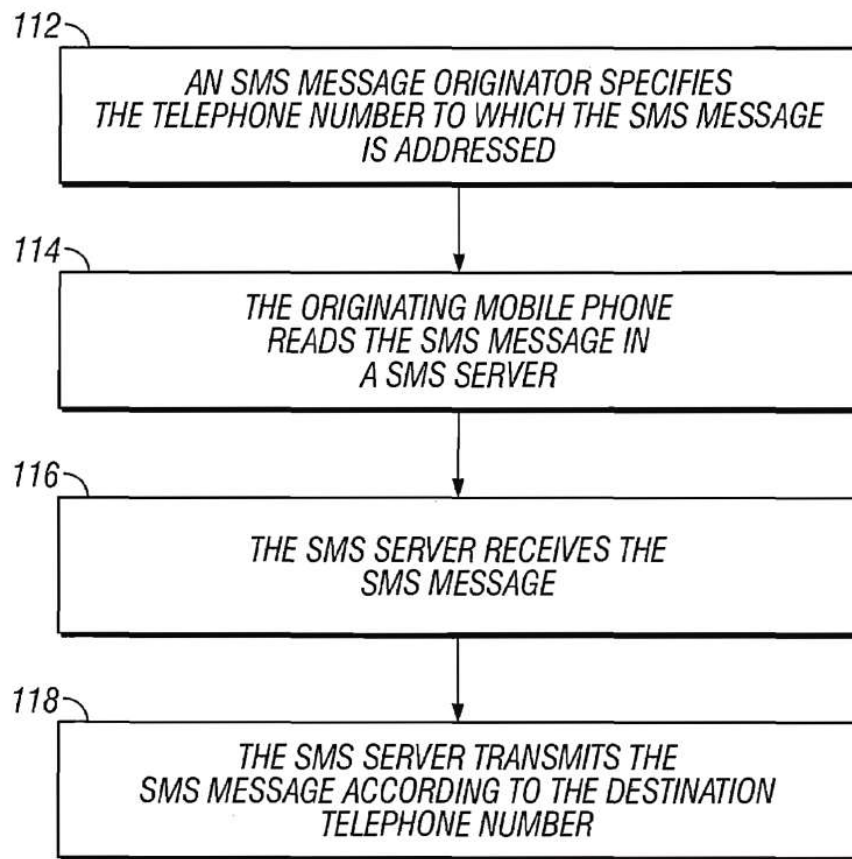 112
AN SMS MESSAGE ORIGINATOR SPECIFIES
THE TELEPHONE NUMBER TO WHICH THE SMS MESSAGE
IS ADDRESSED
114
THE ORIGINATING MOBILE PHONE
READS THE SMS MESSAGE IN
A SMS SERVER
116
THE SMS SERVER RECEIVES THE
SMS MESSAGE
118
THE SMS SERVER TRANSMITS THE
SMS MESSAGE ACCORDING TO THE DESTINATION
TELEPHONE NUMBER